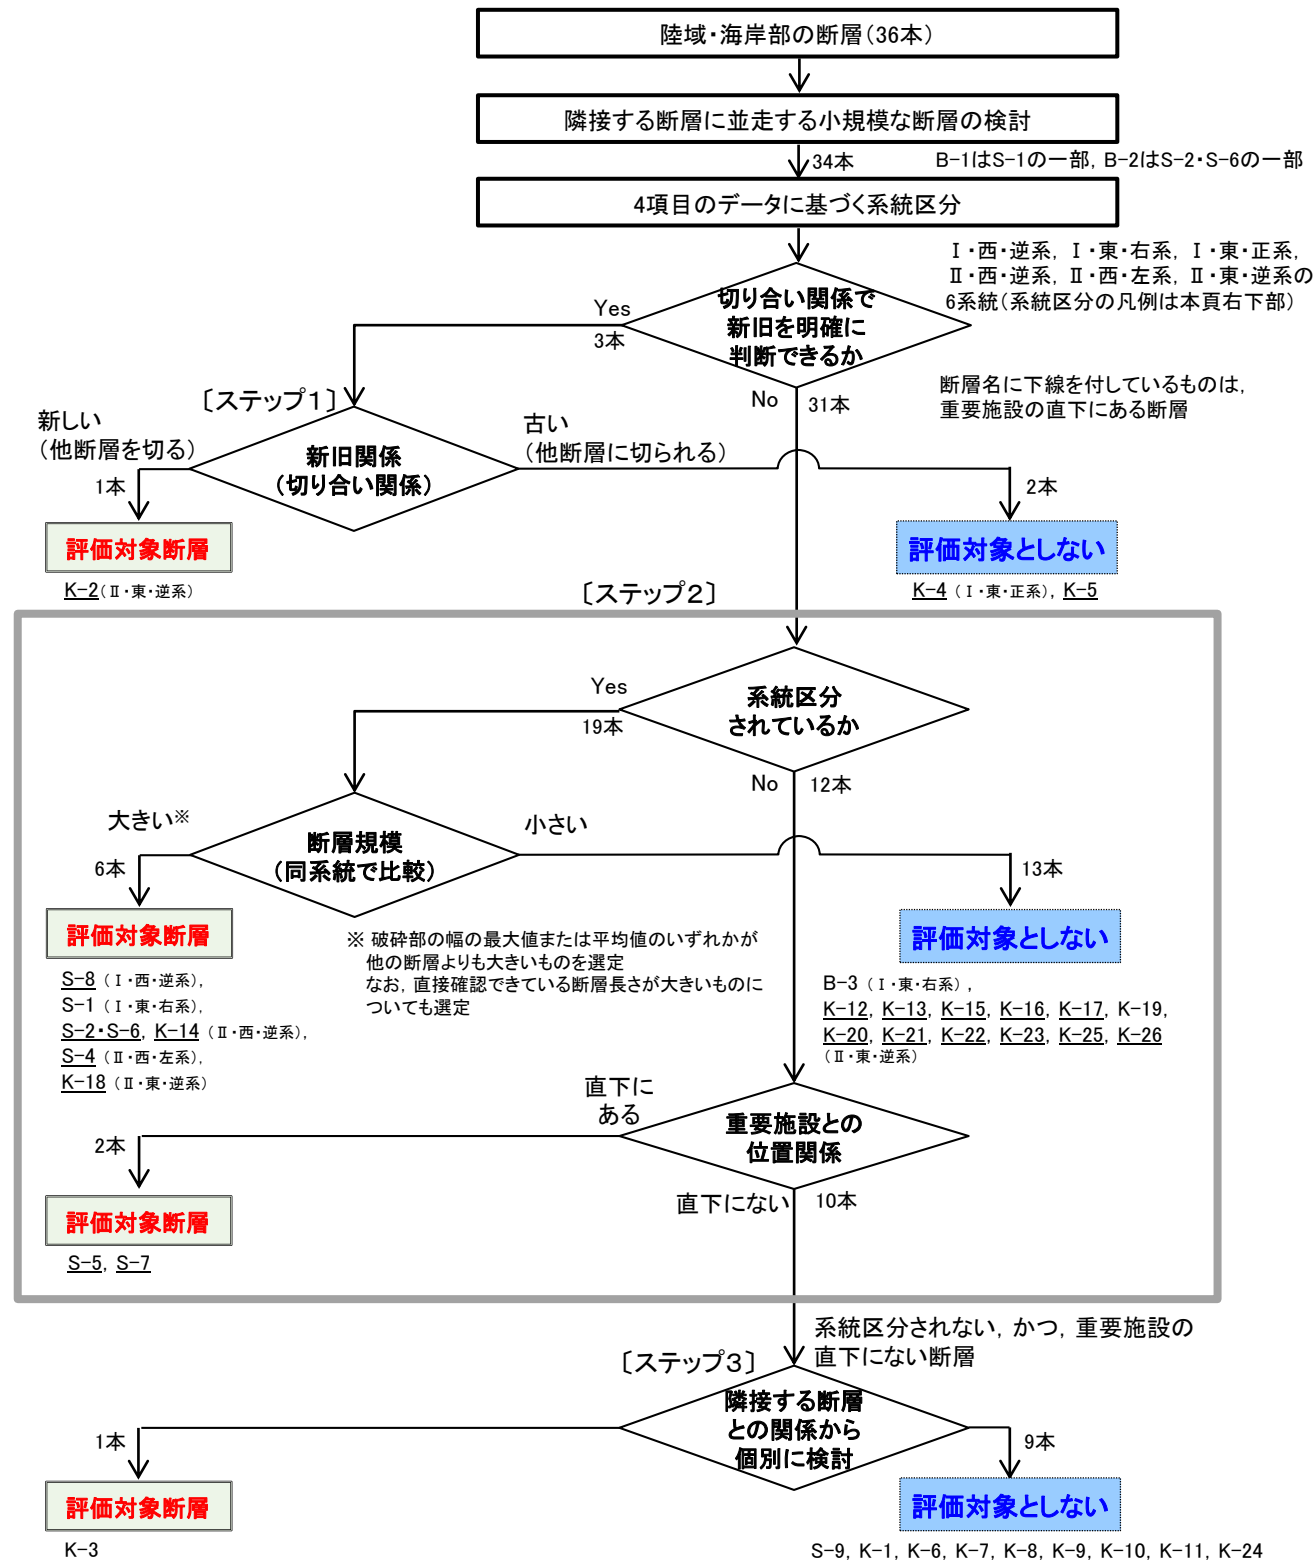 陸域・海岸部の断層(36本)
隣接する断層に並走する小規模な断層の検討
34本
B-1はS-1の一部, B-2はS-2・S-6の一部
4項目のデータに基づく系統区分
Ⅰ・西・逆系, Ⅰ・東・右系, Ⅰ・東・正系,
Ⅱ・西・逆系, Ⅱ・西・左系, Ⅱ・東・逆系の
6系統(系統区分の凡例は本頁右下部)
切り合い関係で
新旧を明確に
判断できるか
Yes
3本
No
31本
断層名に下線を付しているものは,
重要施設の直下にある断層
〔ステップ1〕
新しい
(他断層を切る)
古い
(他断層に切られる)
新旧関係
(切り合い関係)
1本
2本
評価対象断層
K-2(Ⅱ・東・逆系)
評価対象としない
K-4 (Ⅰ・東・正系), K-5
〔ステップ2〕
系統区分
されているか
Yes
19本
No
12本
大きい※
小さい
断層規模
(同系統で比較)
6本
13本
評価対象断層
S-8 (Ⅰ・西・逆系),
S-1 (Ⅰ・東・右系),
S-2・S-6, K-14 (Ⅱ・西・逆系),
S-4 (Ⅱ・西・左系),
K-18 (Ⅱ・東・逆系)
※ 破砕部の幅の最大値または平均値のいずれかが
他の断層よりも大きいものを選定
なお, 直接確認できている断層長さが大きいものに
ついても選定
評価対象としない
B-3 (Ⅰ・東・右系),
K-12, K-13, K-15, K-16, K-17, K-19,
K-20, K-21, K-22, K-23, K-25, K-26
(Ⅱ・東・逆系)
直下に
ある
重要施設との
位置関係
2本
直下にない
10本
評価対象断層
S-5, S-7
系統区分されない, かつ, 重要施設の
直下にない断層
〔ステップ3〕
隣接する断層
との関係から
個別に検討
1本
9本
評価対象断層
K-3
評価対象としない
S-9, K-1, K-6, K-7, K-8, K-9, K-10, K-11, K-24